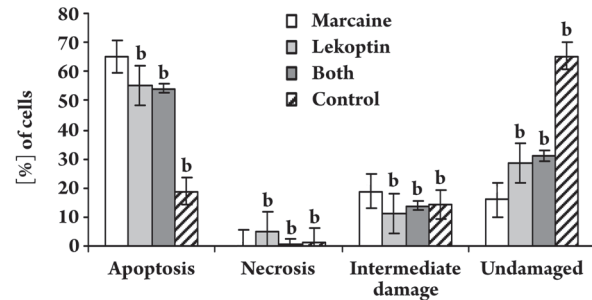 80
70
60
50
40
30
20
10
0
[%] of cells
Marcaine
Lekoptin
Both
Control
b b b
b b b
b b b
b b b
Apoptosis
Necrosis
Intermediate
damage
Undamaged